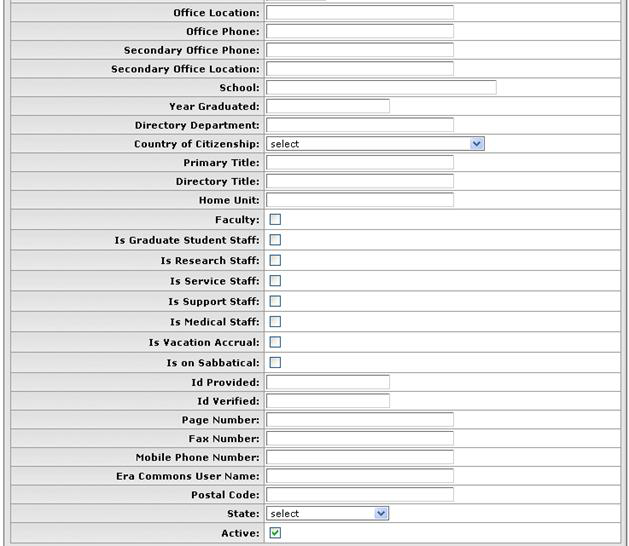 Office Location:
Office Phone:
Secondary Office Phone:
Secondary Office Location:
School:
Year Graduated:
Directory Department:
Country of Citizenship: select
Primary Title:
Directory Title:
Home Unit:
Faculty:
Is Graduate Student Staff:
Is Research Staff:
Is Service Staff:
Is Support Staff:
Is Medical Staff:
Is Vacation Accrual:
Is on Sabbatical:
Id Provided:
Id Verified:
Page Number:
Fax Number:
Mobile Phone Number:
Era Commons User Name:
Postal Code:
State: select
Active: